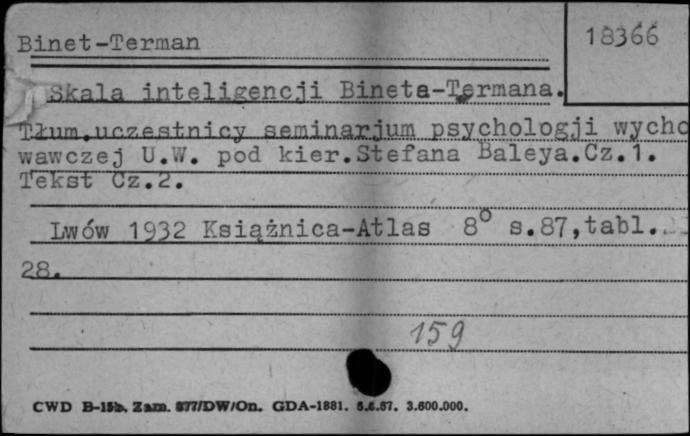 Binet-Terman
18366
Skala inteligencji Bineta-Termana.
Tłum.uczestnicy seminarjum psychologji wycho
wawczej U.W. pod kier.Stefana Baleya.Cz.1.
Tekst Cz.2.
Lwów 1932 Książnica-Atlas 8° s.87,tabl.
28.
159
CWD B-15b. Zam. 877/DW/On. GDA-1881. 5.6.67. 3.600.000.